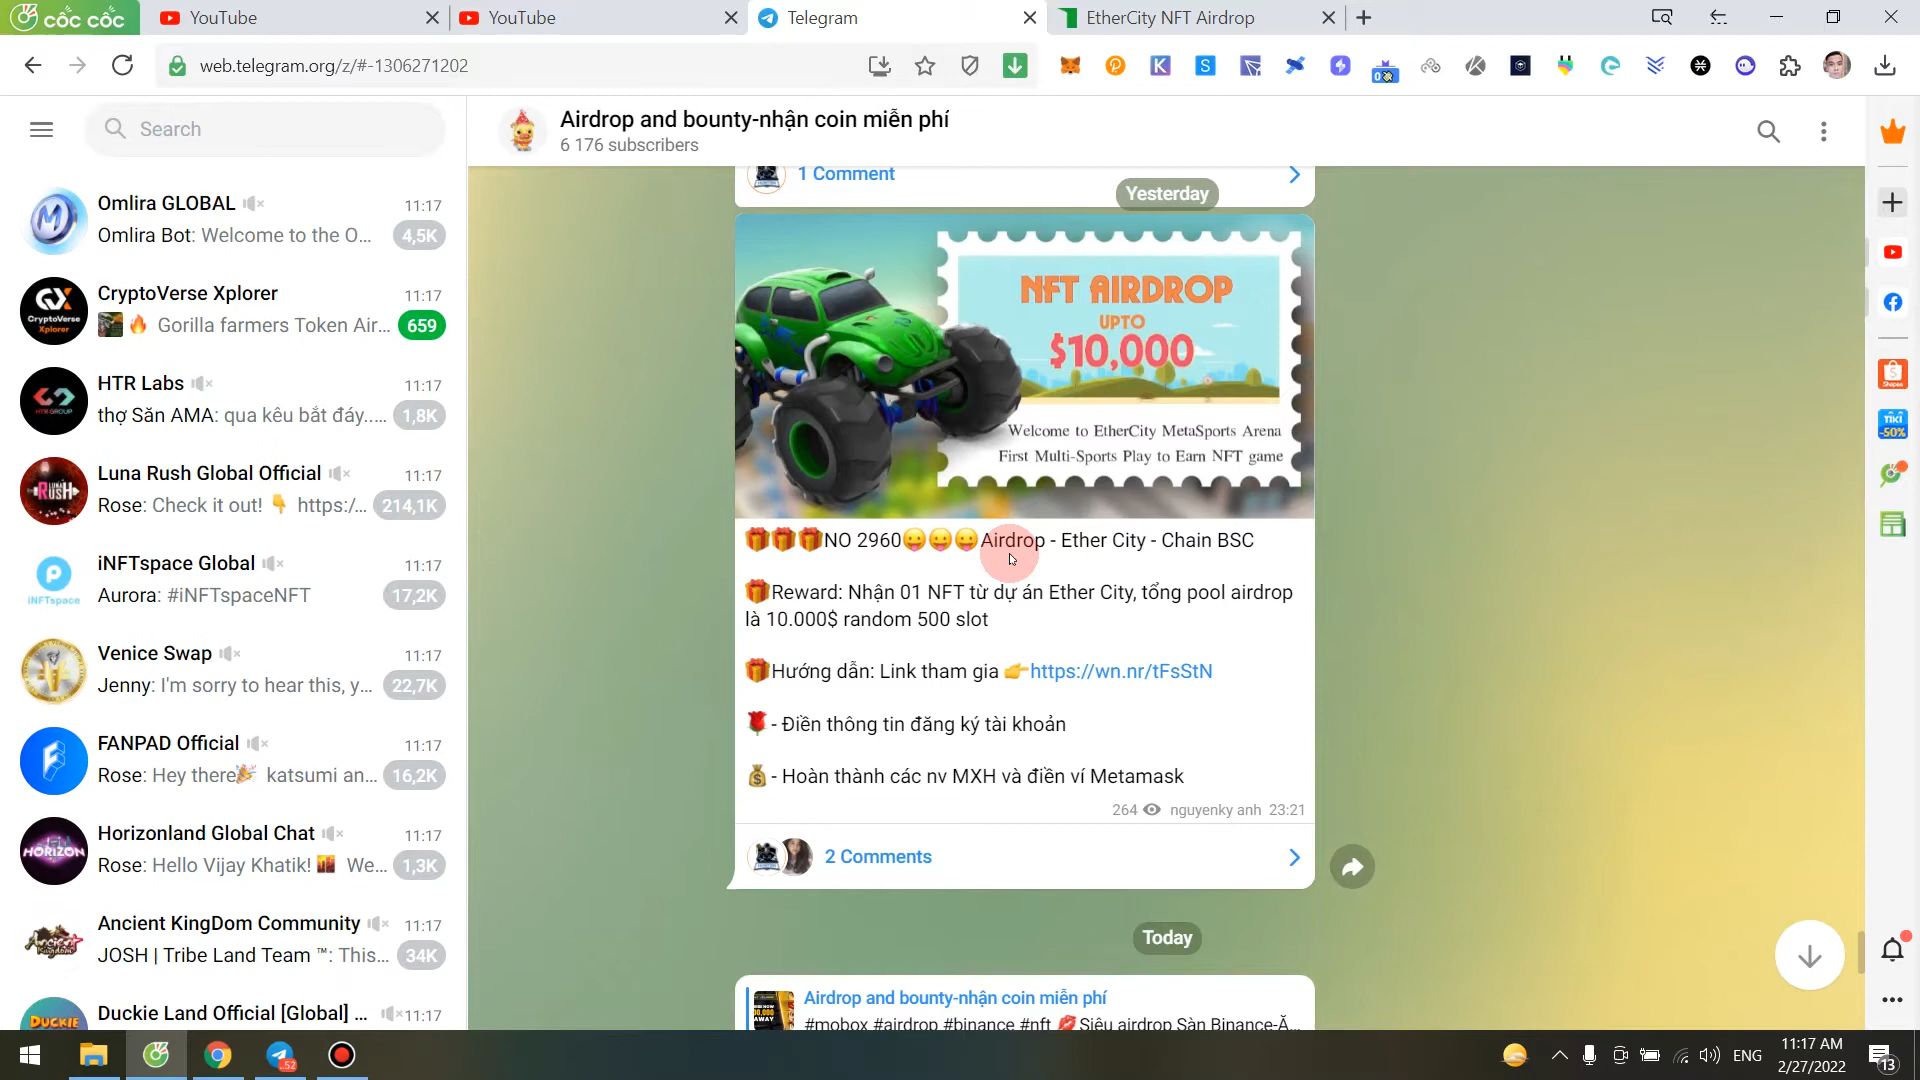 cốc cốc
YouTube
YouTube
Telegram
EtherCity NFT Airdrop
web.telegram.org/z/#-1306271202
Search
Omlira GLOBAL
11:17
Omlira Bot: Welcome to the O...
4,5K
CryptoVerse Xplorer
11:17
Gorilla farmers Token Air...
659
HTR Labs
11:17
thợ Săn AMA: qua kêu bắt đáy.....
1,8K
Luna Rush Global Official
11:17
Rose: Check it out! 👇 https:/...
214,1K
iNFTspace Global
11:17
Aurora: #iNFTspaceNFT
17,2K
Venice Swap
11:17
Jenny: I'm sorry to hear this, y...
22,7K
FANPAD Official
11:17
Rose: Hey there🎉 katsumi an...
16,2K
Horizonland Global Chat
11:17
Rose: Hello Vijay Khatik! We...
1,3K
Ancient KingDom Community
11:17
JOSH | Tribe Land Team ™: This...
34K
Duckie Land Official [Global] ...
11:17
Airdrop and bounty-nhận coin miễn phí
6 176 subscribers
1 Comment
Yesterday
NFT AIRDROP
UPTO
$10,000
Welcome to EtherCity MetaSports Arena
First Multi-Sports Play to Earn NFT game
🎁🎁🎁NO 2960😛😛😛Airdrop - Ether City - Chain BSC
🎁Reward: Nhận 01 NFT từ dự án Ether City, tổng pool airdrop
là 10.000$ random 500 slot
🎁Hướng dẫn: Link tham gia 👉https://wn.nr/tFsStN
🌹- Điền thông tin đăng ký tài khoản
💰- Hoàn thành các nv MXH và điền ví Metamask
264 nguyenky anh 23:21
2 Comments
Today
Airdrop and bounty-nhận coin miễn phí
#mobox #airdrop #binance #nft 💋Siêu airdrop Sàn Binance-Ă...
ENG
11:17 AM
2/27/2022
13